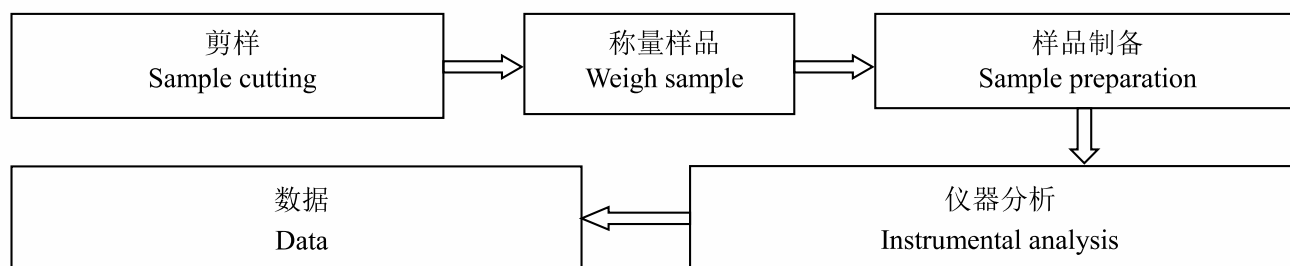 剪样
Sample cutting
称量样品
Weigh sample
样品制备
Sample preparation
仪器分析
Instrumental analysis
数据
Data